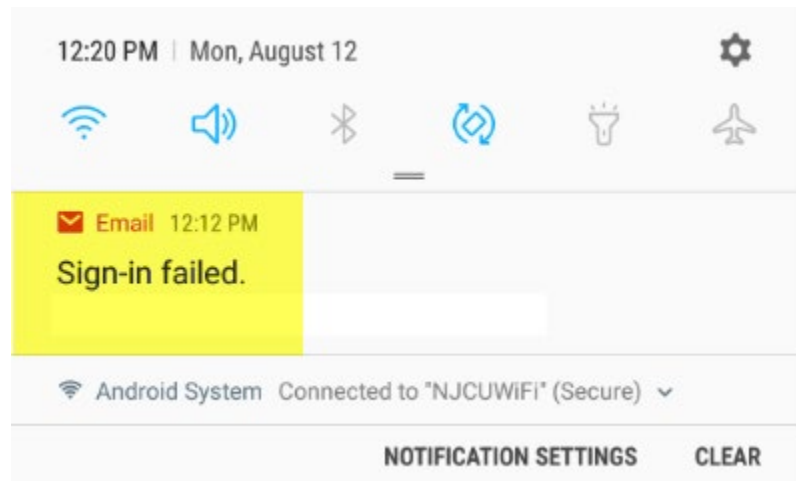 12:20 PM | Mon, August 12
Email 12:12 PM
Sign-in failed.
Android System Connected to "NJCUWiFi" (Secure)
NOTIFICATION SETTINGS CLEAR